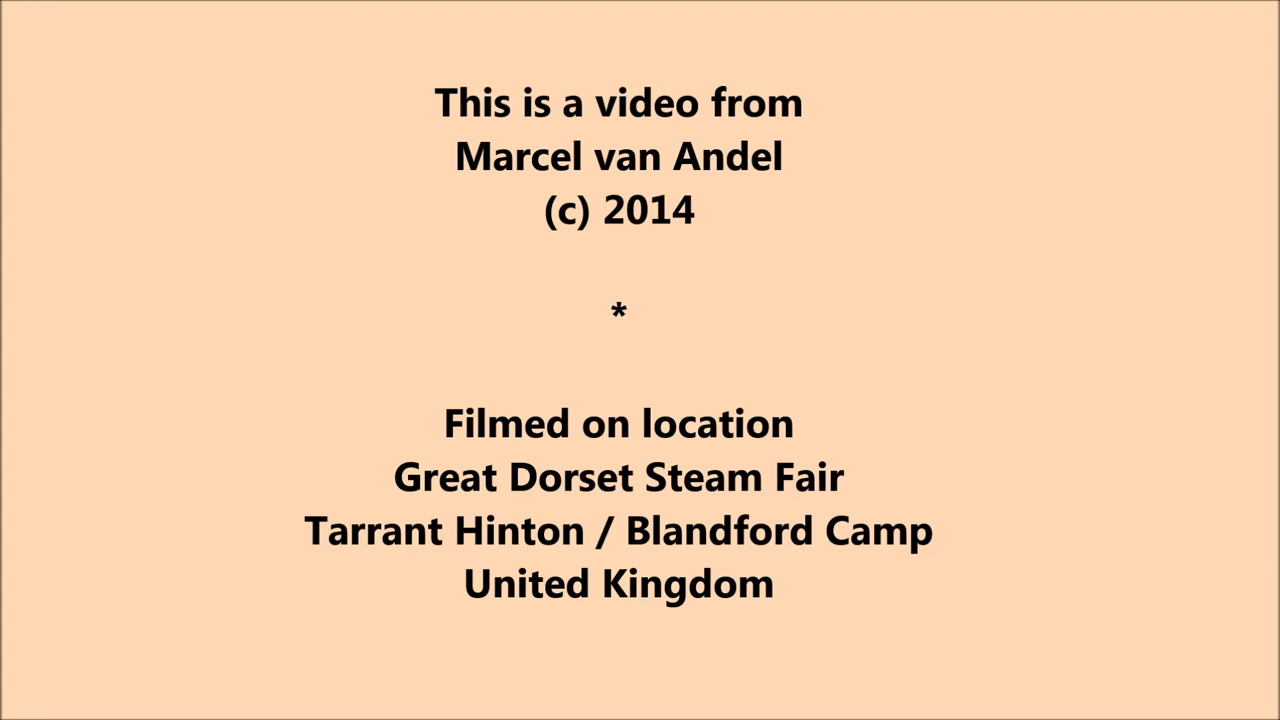 This is a video from
Marcel van Andel
(c) 2014
*
Filmed on location
Great Dorset Steam Fair
Tarrant Hinton / Blandford Camp
United Kingdom